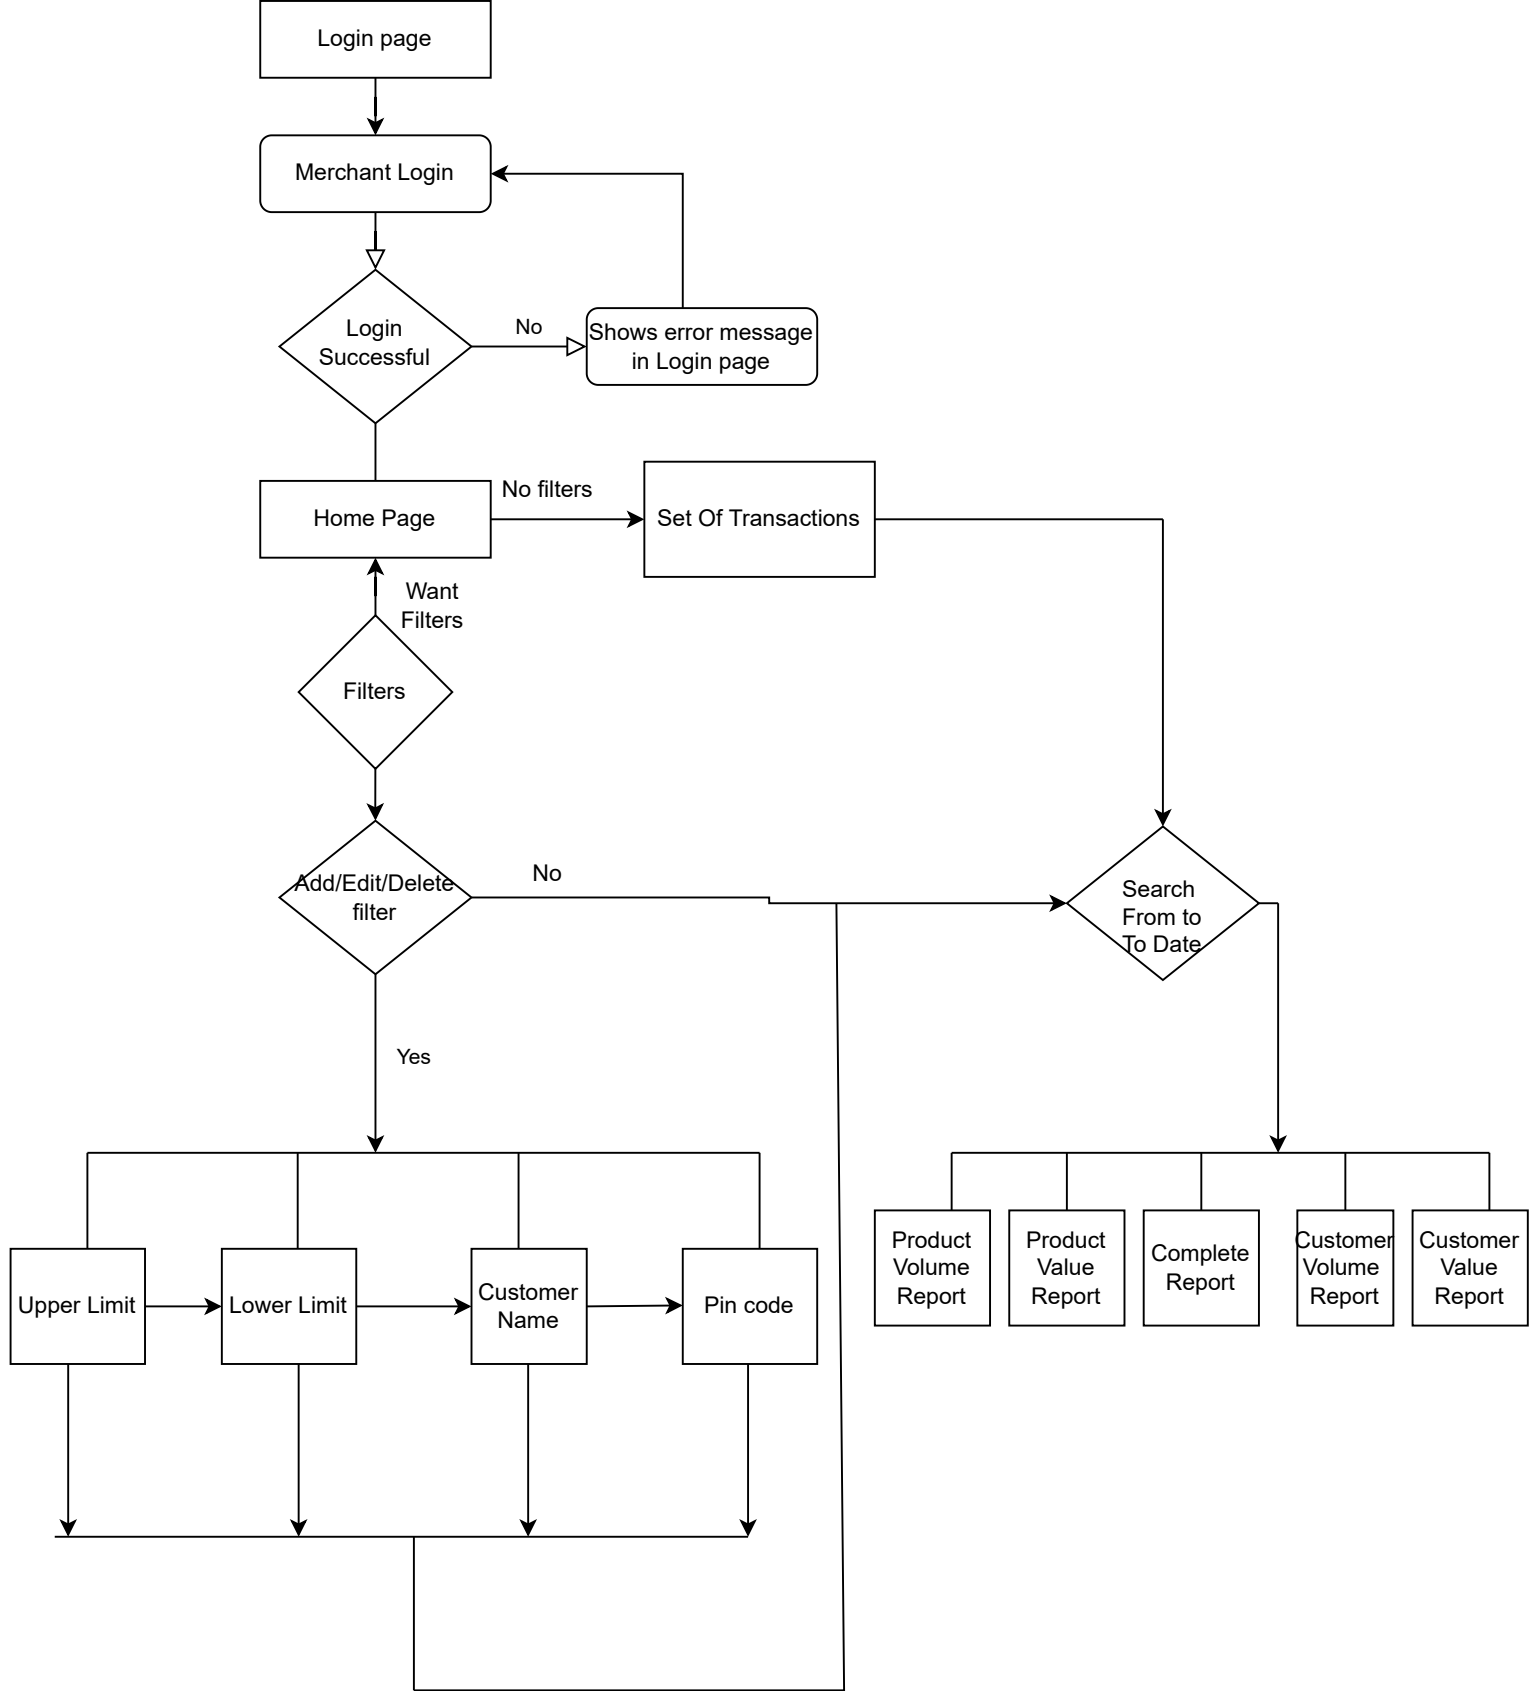 Login page
Merchant Login
Login
Successful
No
Shows error message
in Login page
Home Page
No filters
Set Of Transactions
Want
Filters
Filters
Add/Edit/Delete
filter
No
Search
From to
To Date
Yes
Upper Limit
Lower Limit
Customer
Name
Pin code
Product
Volume
Report
Product
Value
Report
Complete
Report
Customer
Volume
Report
Customer
Value
Report